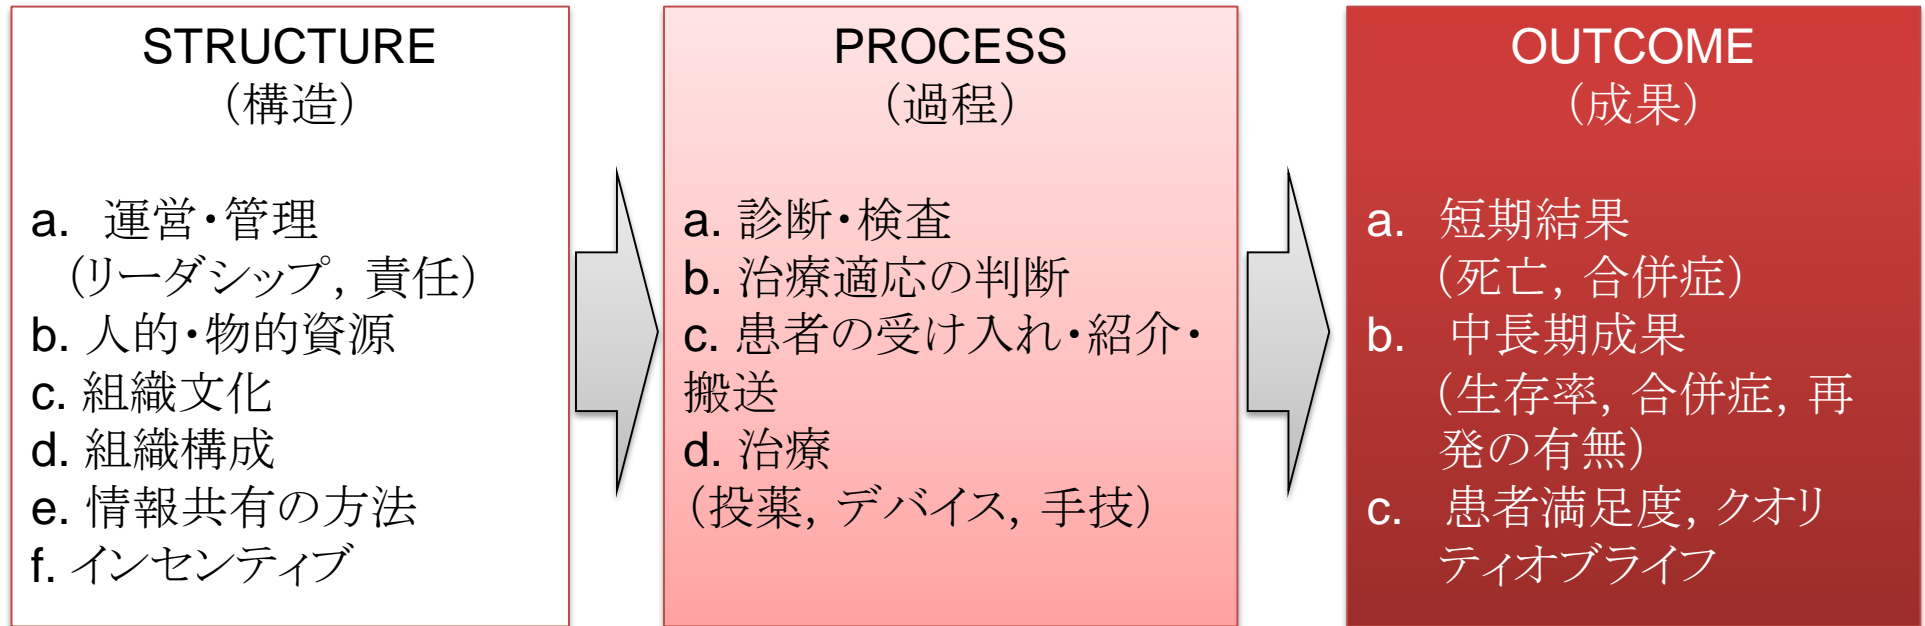 STRUCTURE
（構造）
a. 運営・管理
（リーダシップ, 責任）
b. 人的・物的資源
c. 組織文化
d. 組織構成
e. 情報共有の方法
f. インセンティブ
PROCESS
（過程）
a. 診断・検査
b. 治療適応の判断
c. 患者の受け入れ・紹介・
搬送
d. 治療
（投薬, デバイス, 手技）
OUTCOME
（成果）
a. 短期結果
（死亡, 合併症）
b. 中長期成果
（生存率, 合併症, 再
発の有無）
c. 患者満足度, クオリ
ティオブライフ